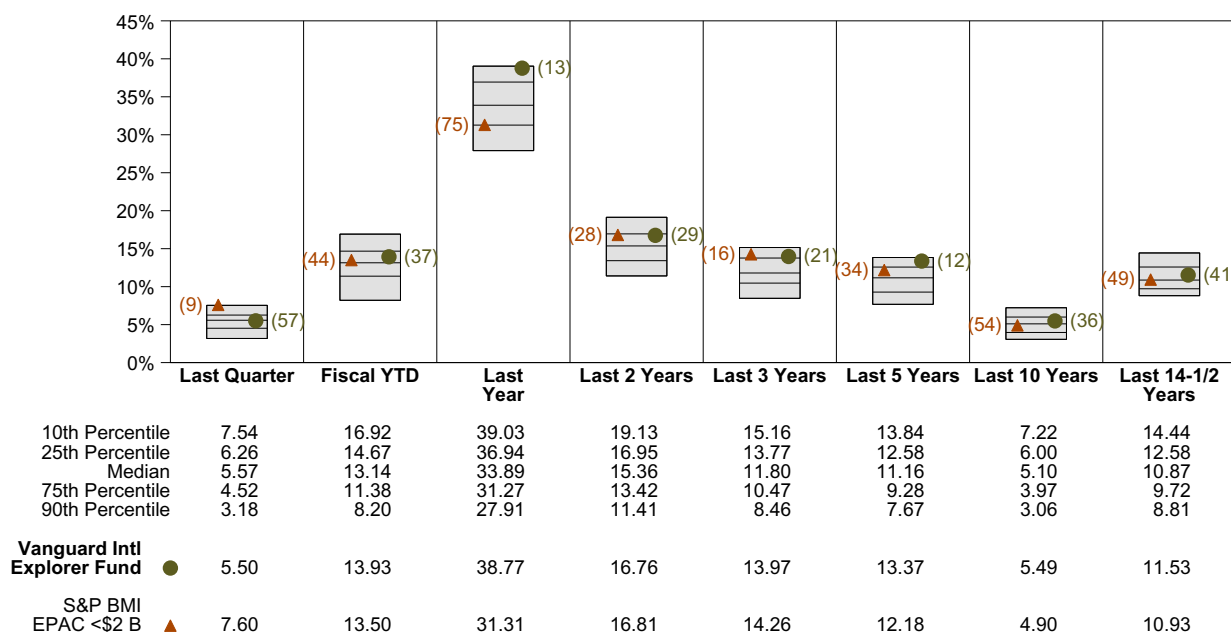 45%
40%
35%
30%
25%
20%
15%
10%
5%
0%
(9)
(57)
(44)
(37)
(75)
(13)
(28)
(29)
(16)
(21)
(34)
(12)
(54)
(36)
(49)
(41)
Last Quarter Fiscal YTD Last Year Last 2 Years Last 3 Years Last 5 Years Last 10 Years Last 14-1/2 Years
10th Percentile 7.54 16.92 39.03 19.13 15.16 13.84 7.22 14.44
25th Percentile 6.26 14.67 36.94 16.95 13.77 12.58 6.00 12.58
Median 5.57 13.14 33.89 15.36 11.80 11.16 5.10 10.87
75th Percentile 4.52 11.38 31.27 13.42 10.47 9.28 3.97 9.72
90th Percentile 3.18 8.20 27.91 11.41 8.46 7.67 3.06 8.81
Vanguard Intl
Explorer Fund 5.50 13.93 38.77 16.76 13.97 13.37 5.49 11.53
S&P BMI
EPAC <$2 B 7.60 13.50 31.31 16.81 14.26 12.18 4.90 10.93